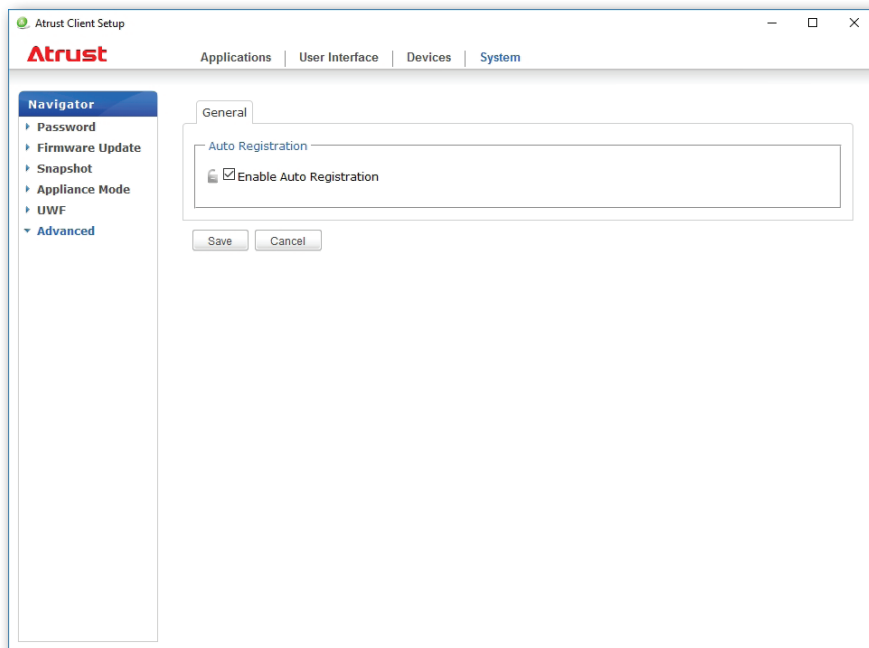 Atrust Client Setup
Atrust
Applications User Interface Devices System
Navigator
Password
Firmware Update
Snapshot
Appliance Mode
UWF
Advanced
General
Auto Registration
Enable Auto Registration
Save Cancel